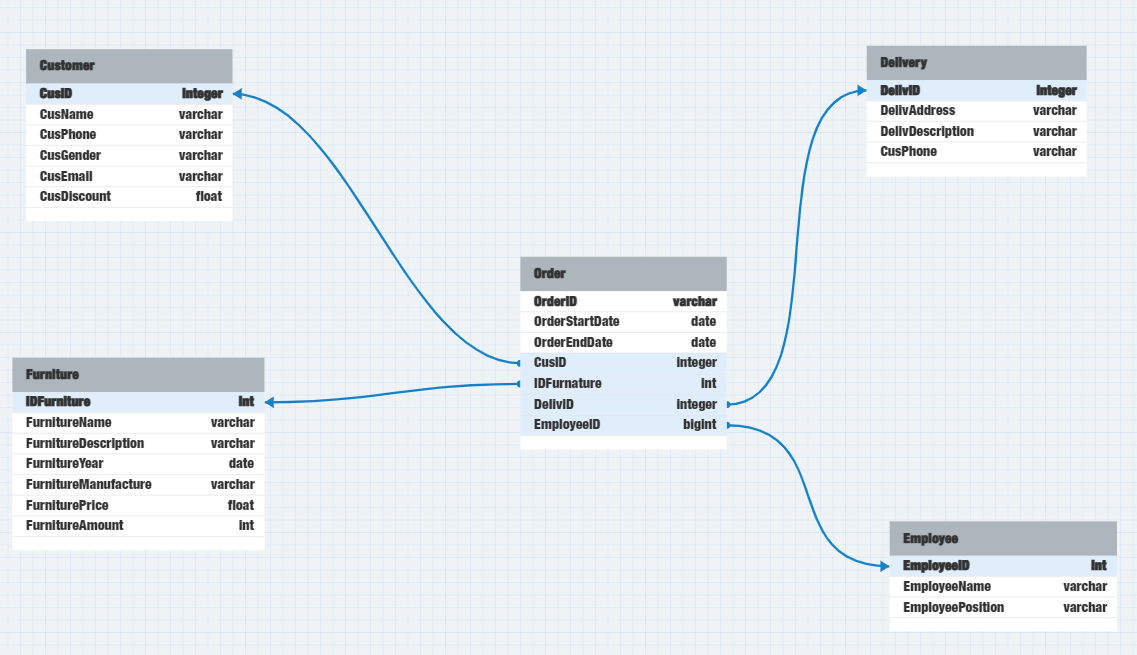 Customer
CusID Integer
CusName varchar
CusPhone varchar
CusGender varchar
CusEmail varchar
CusDiscount float
Delivery
DelivID Integer
DelivAddress varchar
DelivDescription varchar
CusPhone varchar
Order
OrderID varchar
OrderStartDate date
OrderEndDate date
CusID integer
IDFurnature int
DelivID integer
EmployeeID bigint
Furniture
IDFurniture Int
FurnitureName varchar
FurnitureDescription varchar
FurnitureYear date
FurnitureManufacture varchar
FurniturePrice float
FurnitureAmount Int
Employee
EmployeeID Int
EmployeeName varchar
EmployeePosition varchar